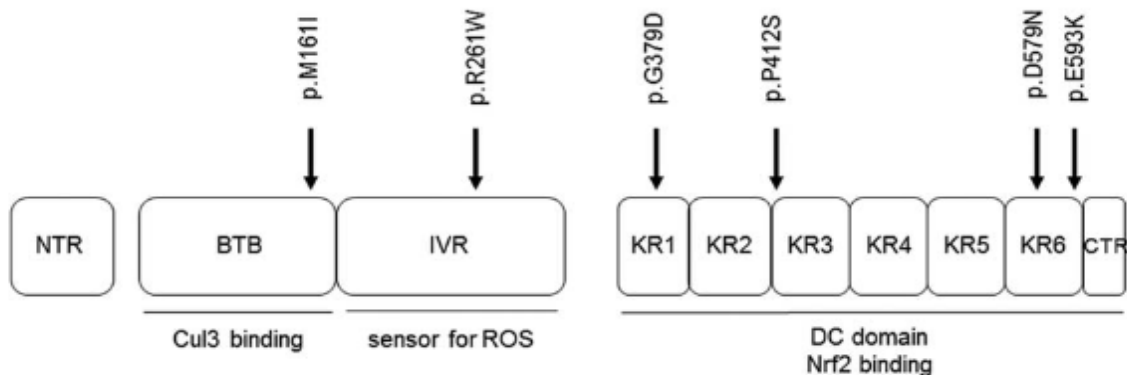 p.M161I
p.R261W
p.G379D
p.P412S
p.D579N
p.E593K
NTR
BTB
IVR
KR1
KR2
KR3
KR4
KR5
KR6
CTR
Cul3 binding
sensor for ROS
DC domain
Nrf2 binding